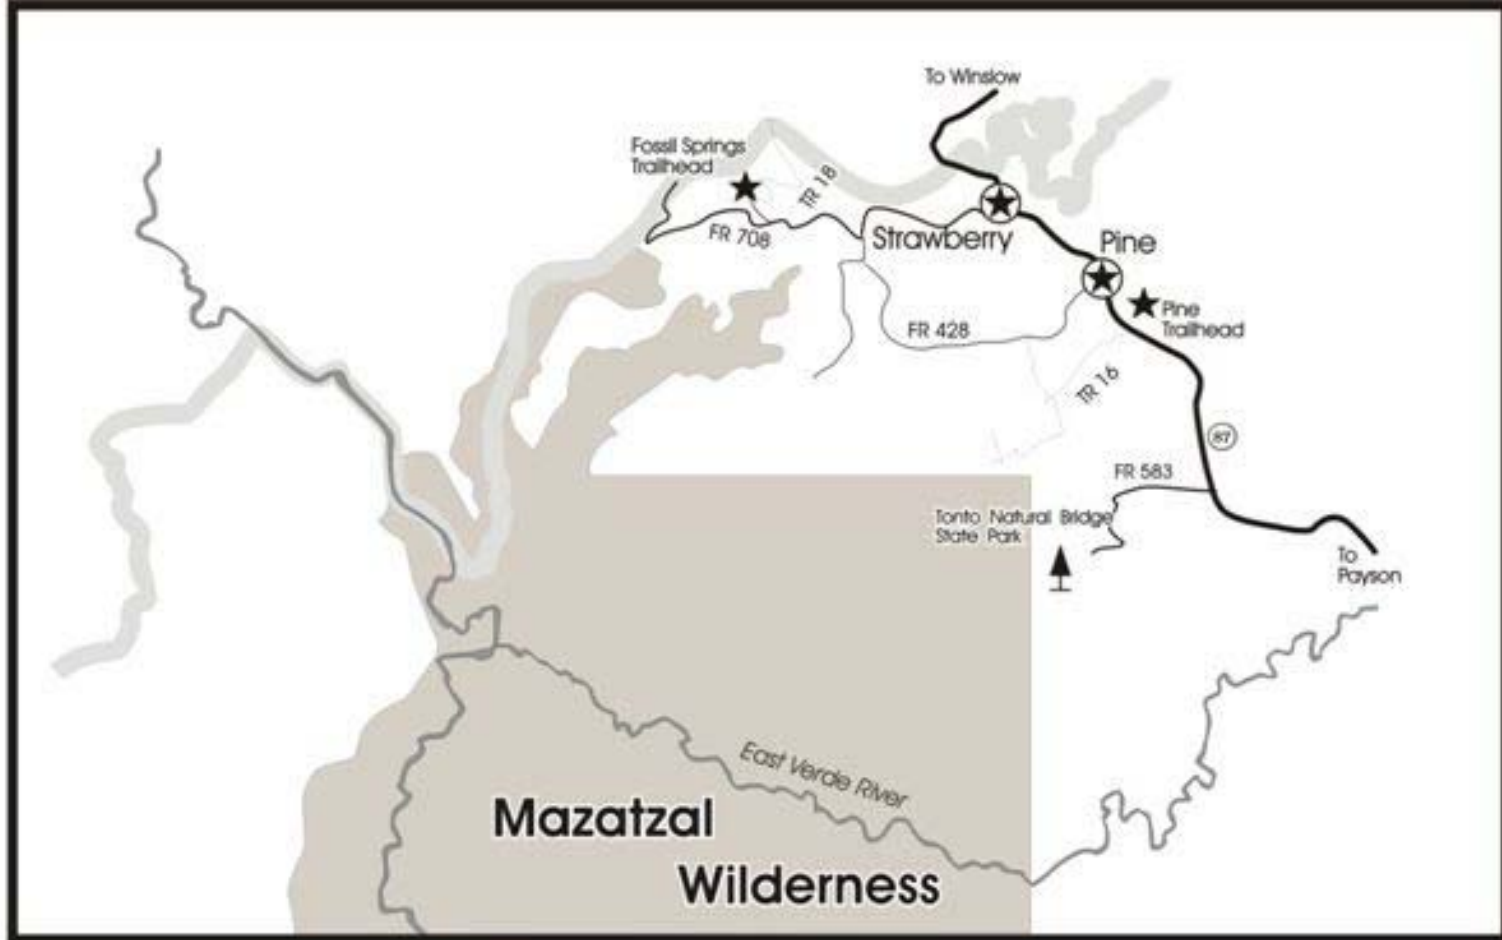 To Winslow
Fossil Springs
Trailhead
TR 18
FR 708
Strawberry
Pine
Pine
Trailhead
FR 428
TR 16
87
FR 583
Tonto Natural Bridge
State Park
To
Payson
East Verde River
Mazatzal
Wilderness